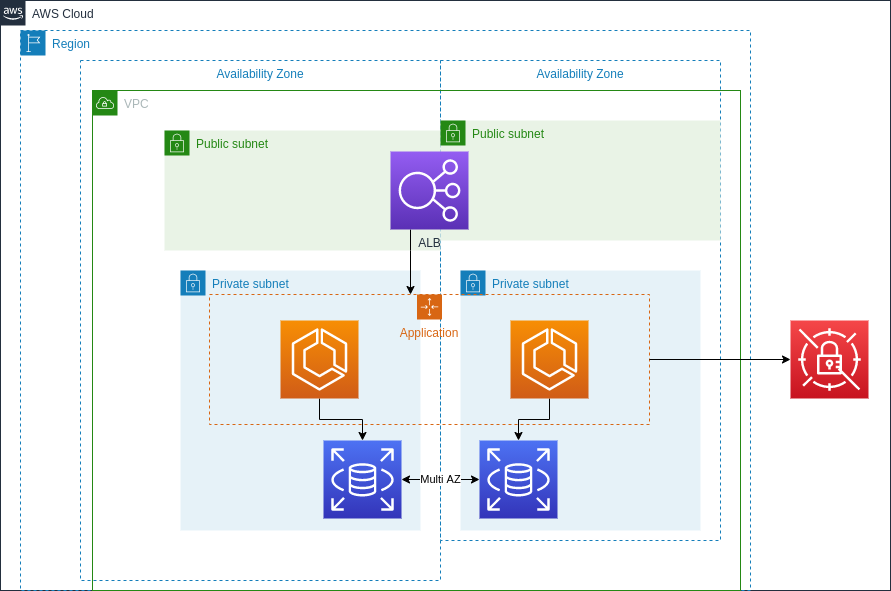 aws
AWS Cloud
Region
Availability Zone
Availability Zone
VPC
Public subnet
Public subnet
ALB
Private subnet
Private subnet
Application
Multi AZ